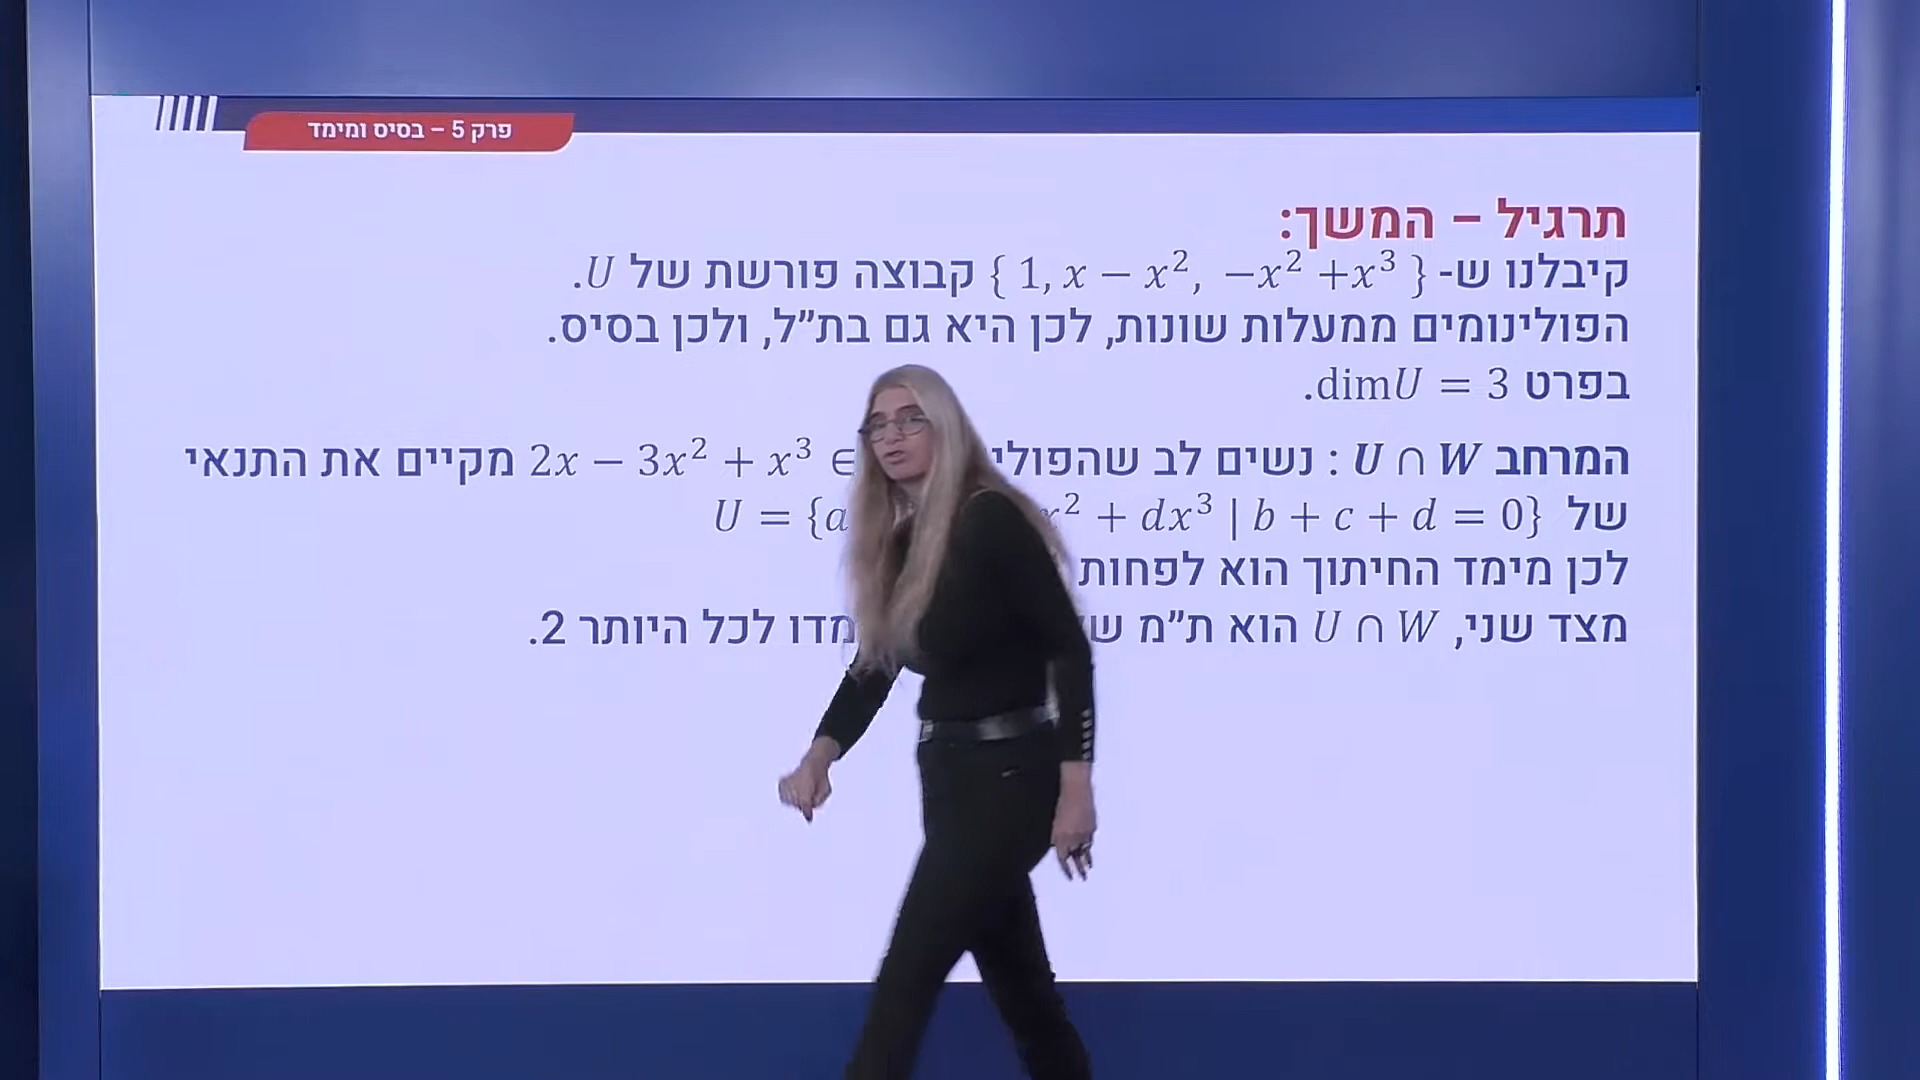 פרק 5 – בסיס ומימד
תרגיל – המשך:
קיבלנו ש- { 1, x − x², −x² +x³ } קבוצה פורשת של U.
הפולינומים ממעלות שונות, לכן היא גם בת״ל, ולכן בסיס.
בפרט dimU = 3.
המרחב U ∩ W : נשים לב 2x − 3x² + x³ ∈ מקיים את התנאי
של U = {a x² + dx³ | b + c + d = 0}
לכן מימד החיתוך הוא לפחות
מצד שני, U ∩ W הוא ת״מ לכל היותר 2.